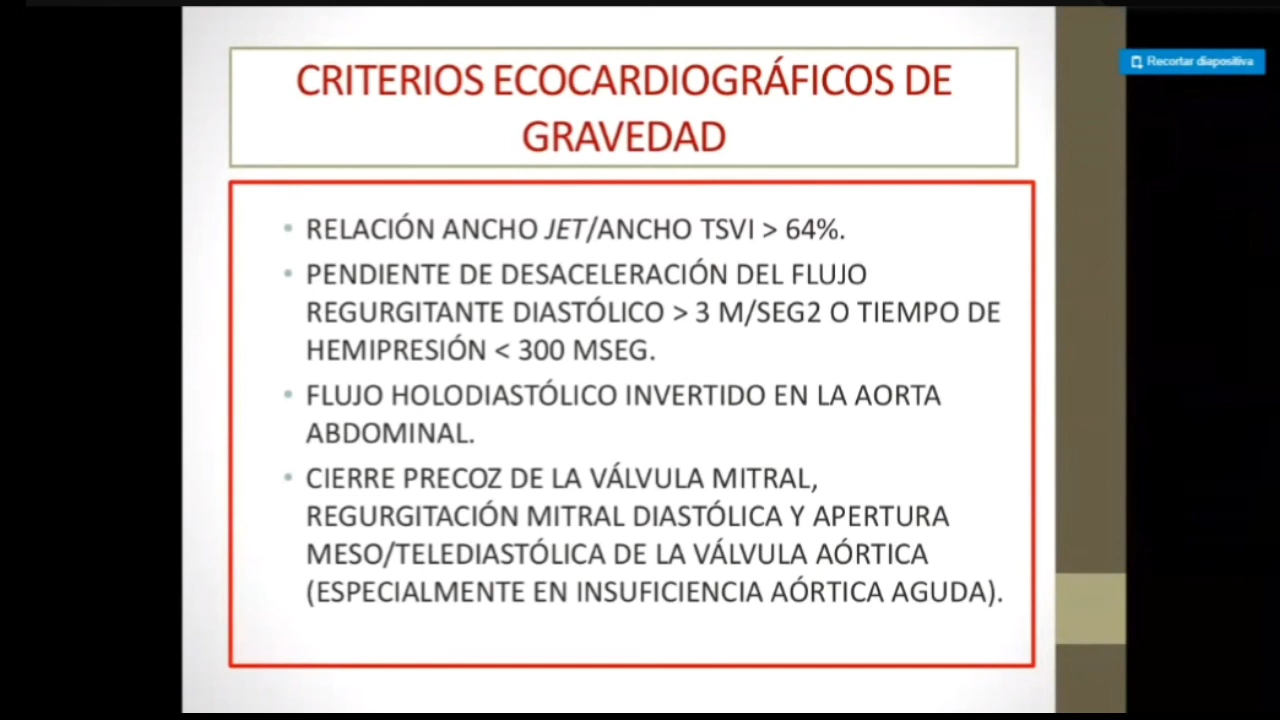 CRITERIOS ECOCARDIOGRÁFICOS DE
GRAVEDAD
Recortar diapositiva
• RELACIÓN ANCHO JET/ANCHO TSVI > 64%.
• PENDIENTE DE DESACELERACIÓN DEL FLUJO
REGURGITANTE DIASTÓLICO > 3 M/SEG2 O TIEMPO DE
HEMIPRESIÓN < 300 MSEG.
• FLUJO HOLODIASTÓLICO INVERTIDO EN LA AORTA
ABDOMINAL.
• CIERRE PRECOZ DE LA VÁLVULA MITRAL,
REGURGITACIÓN MITRAL DIASTÓLICA Y APERTURA
MESO/TELEDIASTÓLICA DE LA VÁLVULA AÓRTICA
(ESPECIALMENTE EN INSUFICIENCIA AÓRTICA AGUDA).